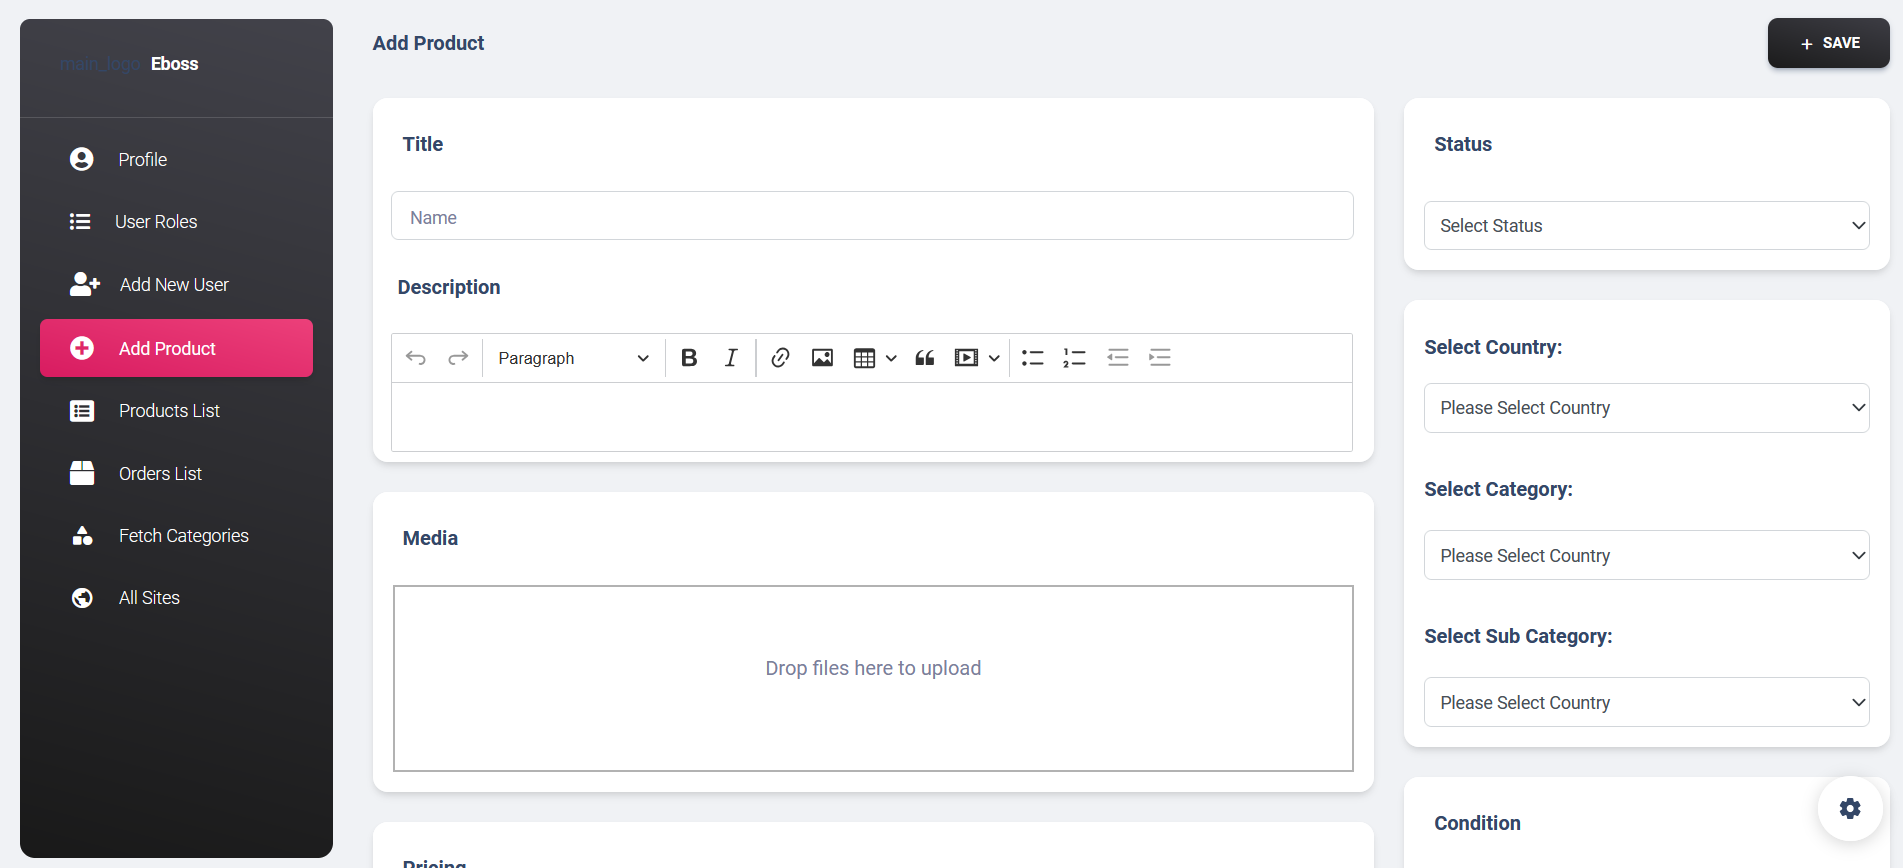 main_logo Eboss
Profile
User Roles
Add New User
Add Product
Products List
Orders List
Fetch Categories
All Sites
Add Product
+ SAVE
Title
Name
Description
Paragraph
Media
Drop files here to upload
Pricing
Status
Select Status
Select Country:
Please Select Country
Select Category:
Please Select Country
Select Sub Category:
Please Select Country
Condition